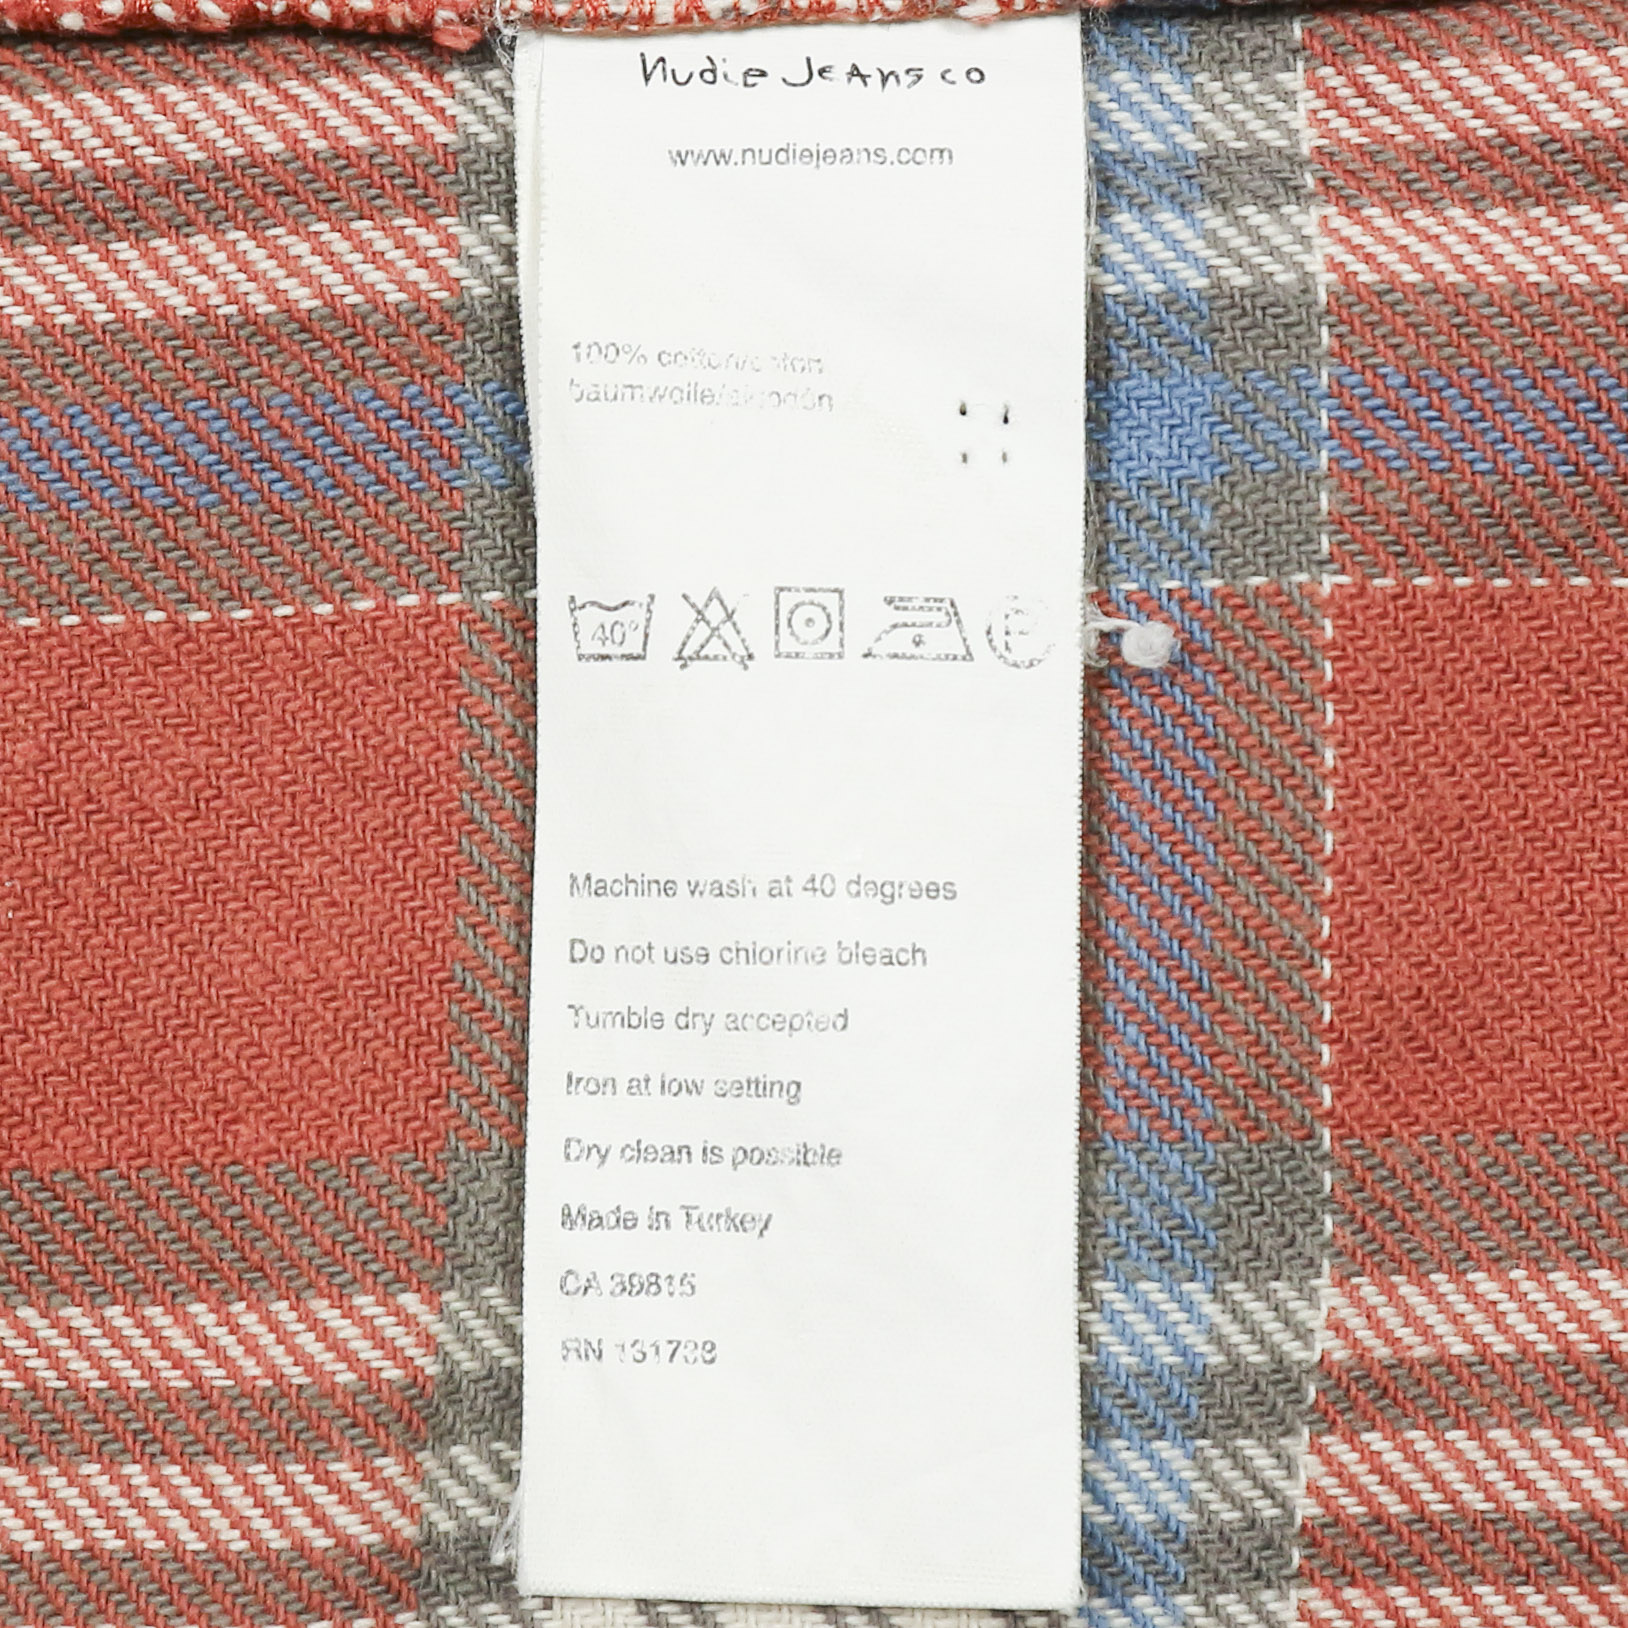 Nudie Jeans co
www.nudiejeans.com
100% cotton/coton
baumwolle/algodón
40°
P
Machine wash at 40 degrees
Do not use chlorine bleach
Tumble dry accepted
Iron at low setting
Dry clean is possible
Made in Turkey
CA 39815
RN 131738